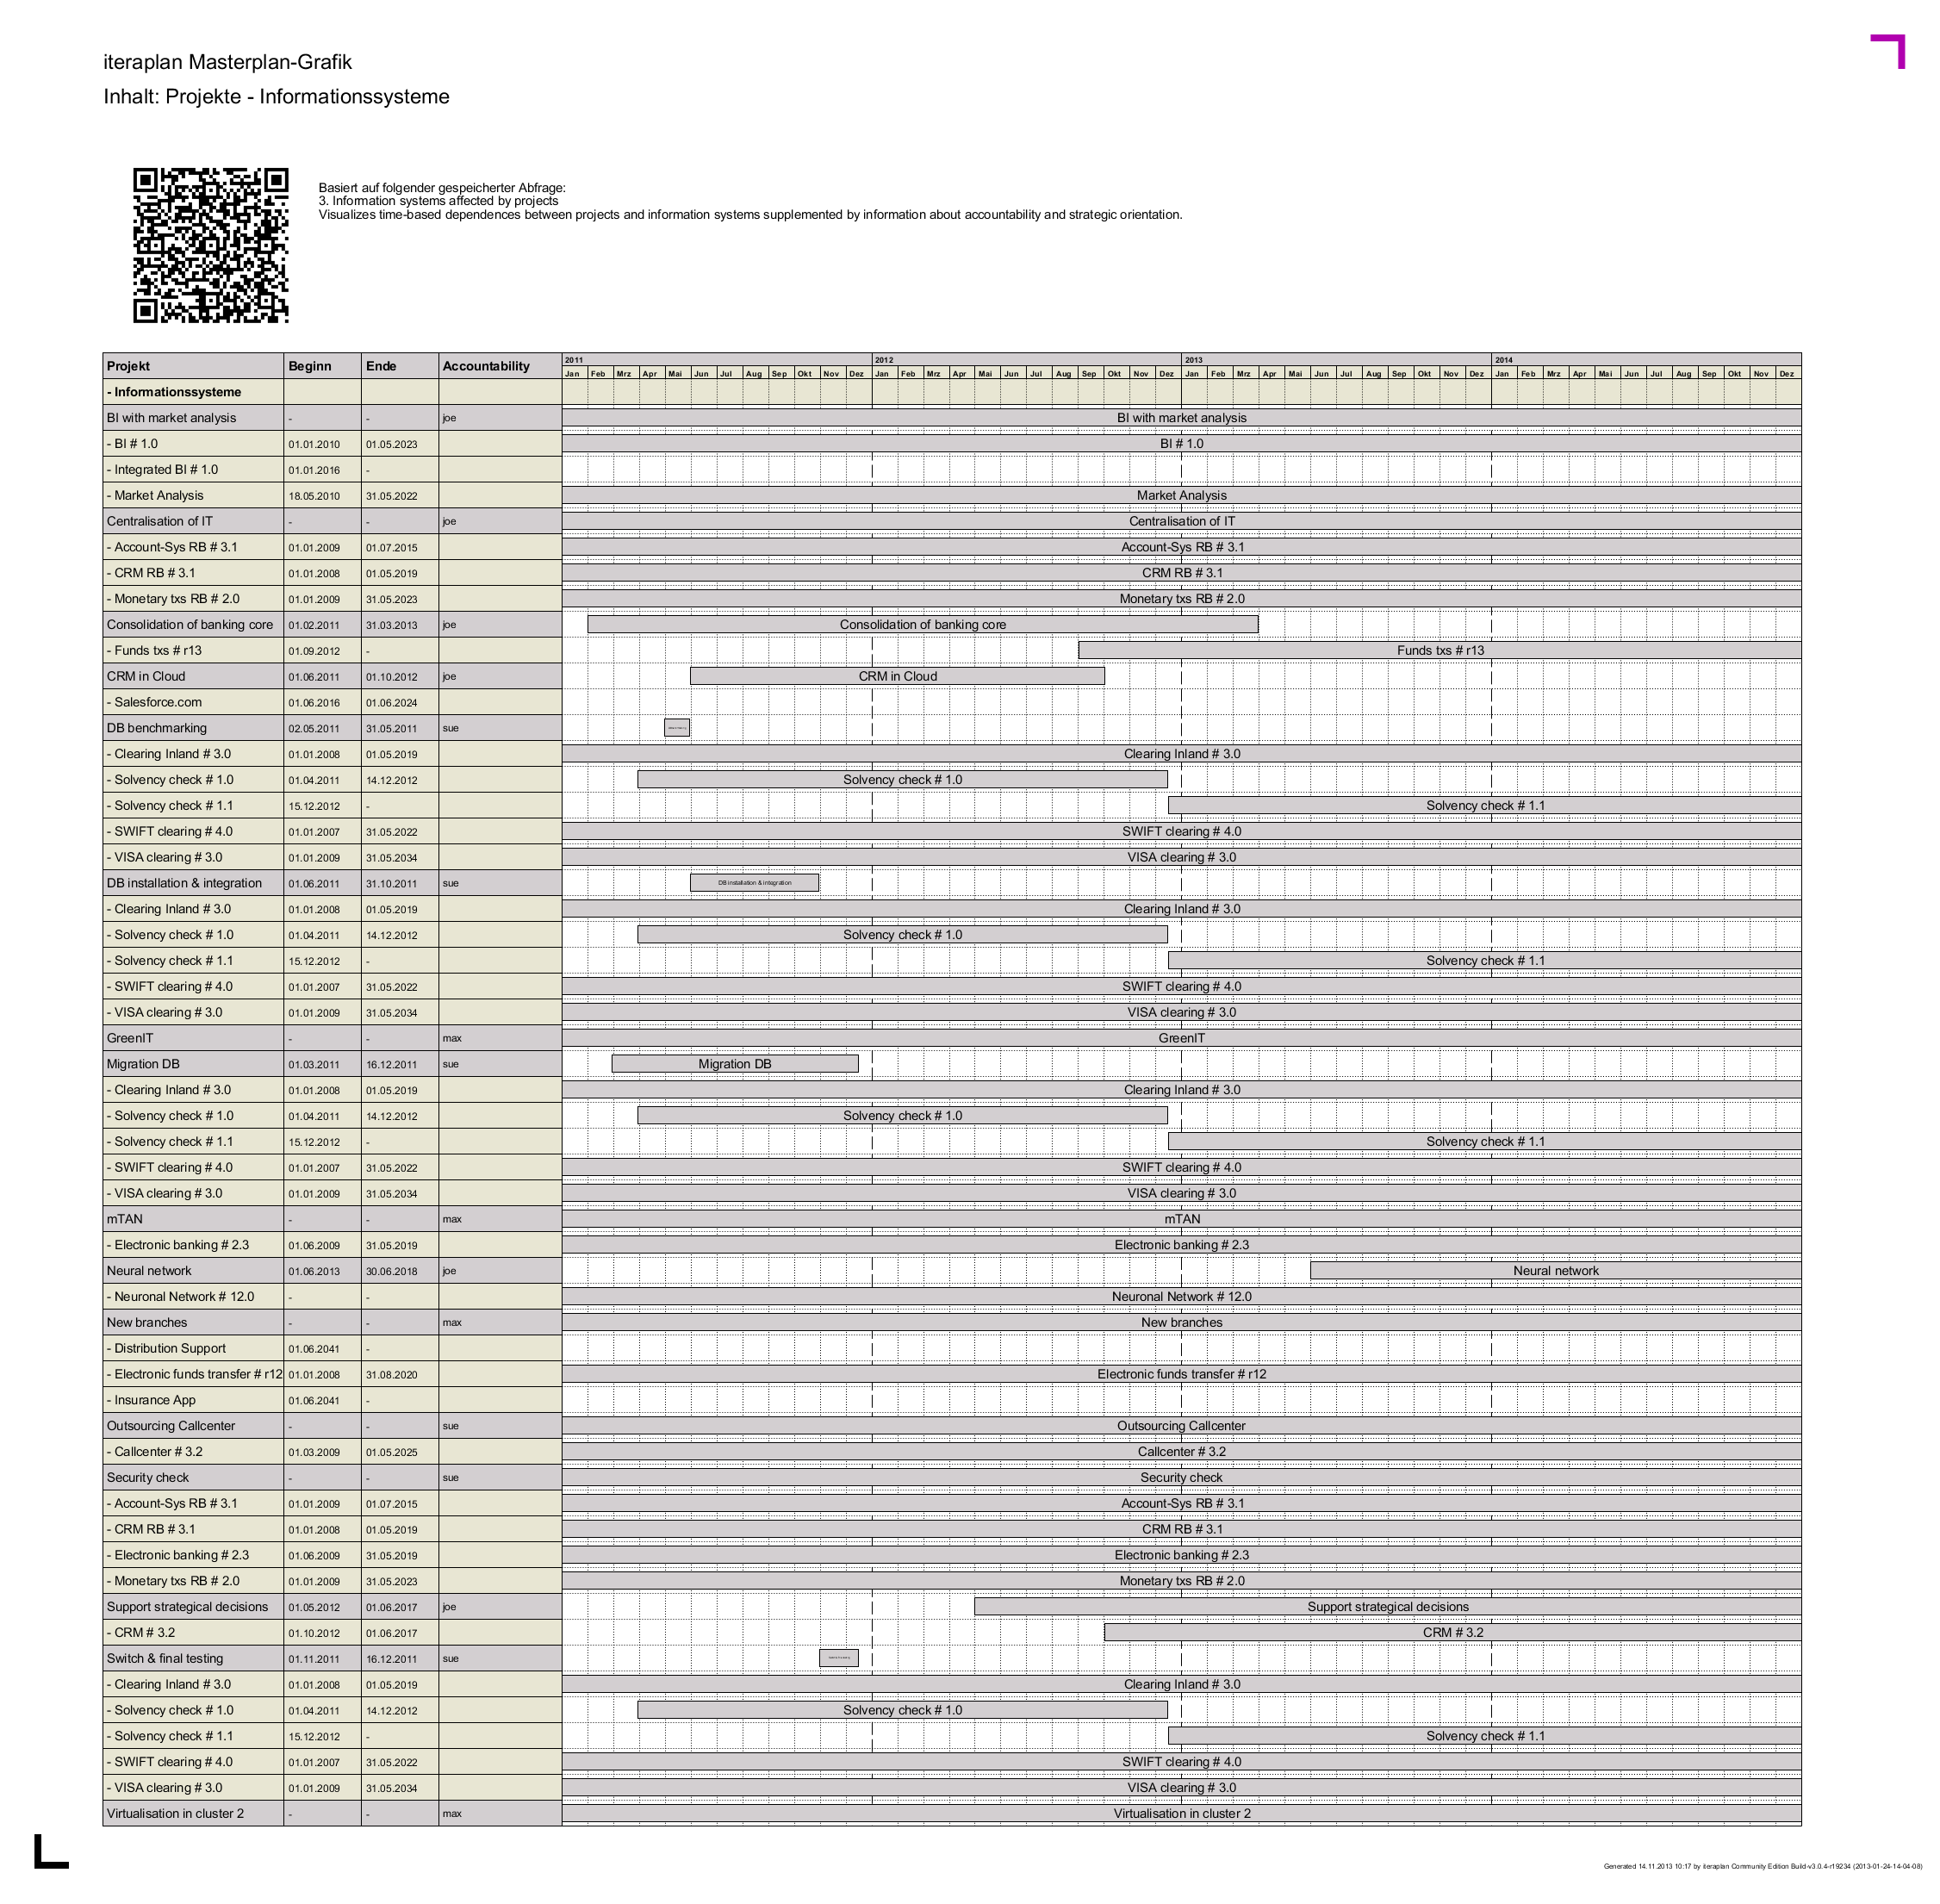 iteraplan Masterplan-Grafik
Inhalt: Projekte - Informationssysteme
Basiert auf folgender gespeicherter Abfrage:
3. Information systems affected by projects
Visualizes time-based dependences between projects and information systems supplemented by information about accountability and strategic orientation.
Projekt Beginn Ende Accountability 2011 2012 2013 2014
Jan Feb Mrz Apr Mai Jun Jul Aug Sep Okt Nov Dez Jan Feb Mrz Apr Mai Jun Jul Aug Sep Okt Nov Dez Jan Feb Mrz Apr Mai Jun Jul Aug Sep Okt Nov Dez Jan Feb Mrz Apr Mai Jun Jul Aug Sep Okt Nov Dez
- Informationssysteme
BI with market analysis - - joe BI with market analysis
- BI # 1.0 01.01.2010 01.05.2023 BI # 1.0
- Integrated BI # 1.0 01.01.2016 -
- Market Analysis 18.05.2010 31.05.2022 Market Analysis
Centralisation of IT - - joe Centralisation of IT
- Account-Sys RB # 3.1 01.01.2009 01.07.2015 Account-Sys RB # 3.1
- CRM RB # 3.1 01.01.2008 01.05.2019 CRM RB # 3.1
- Monetary txs RB # 2.0 01.01.2009 31.05.2023 Monetary txs RB # 2.0
Consolidation of banking core 01.02.2011 31.03.2013 joe Consolidation of banking core
- Funds txs # r13 01.09.2012 - Funds txs # r13
CRM in Cloud 01.06.2011 01.10.2012 joe CRM in Cloud
- Salesforce.com 01.06.2016 01.06.2024
DB benchmarking 02.05.2011 31.05.2011 sue
- Clearing Inland # 3.0 01.01.2008 01.05.2019 Clearing Inland # 3.0
- Solvency check # 1.0 01.04.2011 14.12.2012 Solvency check # 1.0
- Solvency check # 1.1 15.12.2012 - Solvency check # 1.1
- SWIFT clearing # 4.0 01.01.2007 31.05.2022 SWIFT clearing # 4.0
- VISA clearing # 3.0 01.01.2009 31.05.2034 VISA clearing # 3.0
DB installation & integration 01.06.2011 31.10.2011 sue DB installation & integration
- Clearing Inland # 3.0 01.01.2008 01.05.2019 Clearing Inland # 3.0
- Solvency check # 1.0 01.04.2011 14.12.2012 Solvency check # 1.0
- Solvency check # 1.1 15.12.2012 - Solvency check # 1.1
- SWIFT clearing # 4.0 01.01.2007 31.05.2022 SWIFT clearing # 4.0
- VISA clearing # 3.0 01.01.2009 31.05.2034 VISA clearing # 3.0
GreenIT - - max GreenIT
Migration DB 01.03.2011 16.12.2011 sue Migration DB
- Clearing Inland # 3.0 01.01.2008 01.05.2019 Clearing Inland # 3.0
- Solvency check # 1.0 01.04.2011 14.12.2012 Solvency check # 1.0
- Solvency check # 1.1 15.12.2012 - Solvency check # 1.1
- SWIFT clearing # 4.0 01.01.2007 31.05.2022 SWIFT clearing # 4.0
- VISA clearing # 3.0 01.01.2009 31.05.2034 VISA clearing # 3.0
mTAN - - max mTAN
- Electronic banking # 2.3 01.06.2009 31.05.2019 Electronic banking # 2.3
Neural network 01.06.2013 30.06.2018 joe Neural network
- Neuronal Network # 12.0 - - Neuronal Network # 12.0
New branches - - max New branches
- Distribution Support 01.06.2041 -
- Electronic funds transfer # r12 01.01.2008 31.08.2020 Electronic funds transfer # r12
- Insurance App 01.06.2041 -
Outsourcing Callcenter - - sue Outsourcing Callcenter
- Callcenter # 3.2 01.03.2009 01.05.2025 Callcenter # 3.2
Security check - - sue Security check
- Account-Sys RB # 3.1 01.01.2009 01.07.2015 Account-Sys RB # 3.1
- CRM RB # 3.1 01.01.2008 01.05.2019 CRM RB # 3.1
- Electronic banking # 2.3 01.06.2009 31.05.2019 Electronic banking # 2.3
- Monetary txs RB # 2.0 01.01.2009 31.05.2023 Monetary txs RB # 2.0
Support strategical decisions 01.05.2012 01.06.2017 joe Support strategical decisions
- CRM # 3.2 01.10.2012 01.06.2017 CRM # 3.2
Switch & final testing 01.11.2011 16.12.2011 sue
- Clearing Inland # 3.0 01.01.2008 01.05.2019 Clearing Inland # 3.0
- Solvency check # 1.0 01.04.2011 14.12.2012 Solvency check # 1.0
- Solvency check # 1.1 15.12.2012 - Solvency check # 1.1
- SWIFT clearing # 4.0 01.01.2007 31.05.2022 SWIFT clearing # 4.0
- VISA clearing # 3.0 01.01.2009 31.05.2034 VISA clearing # 3.0
Virtualisation in cluster 2 - - max Virtualisation in cluster 2
Generated 14.11.2013 10:17 by iteraplan Community Edition Build-v3.0.4-r19234 (2013-01-24-14-04-08)